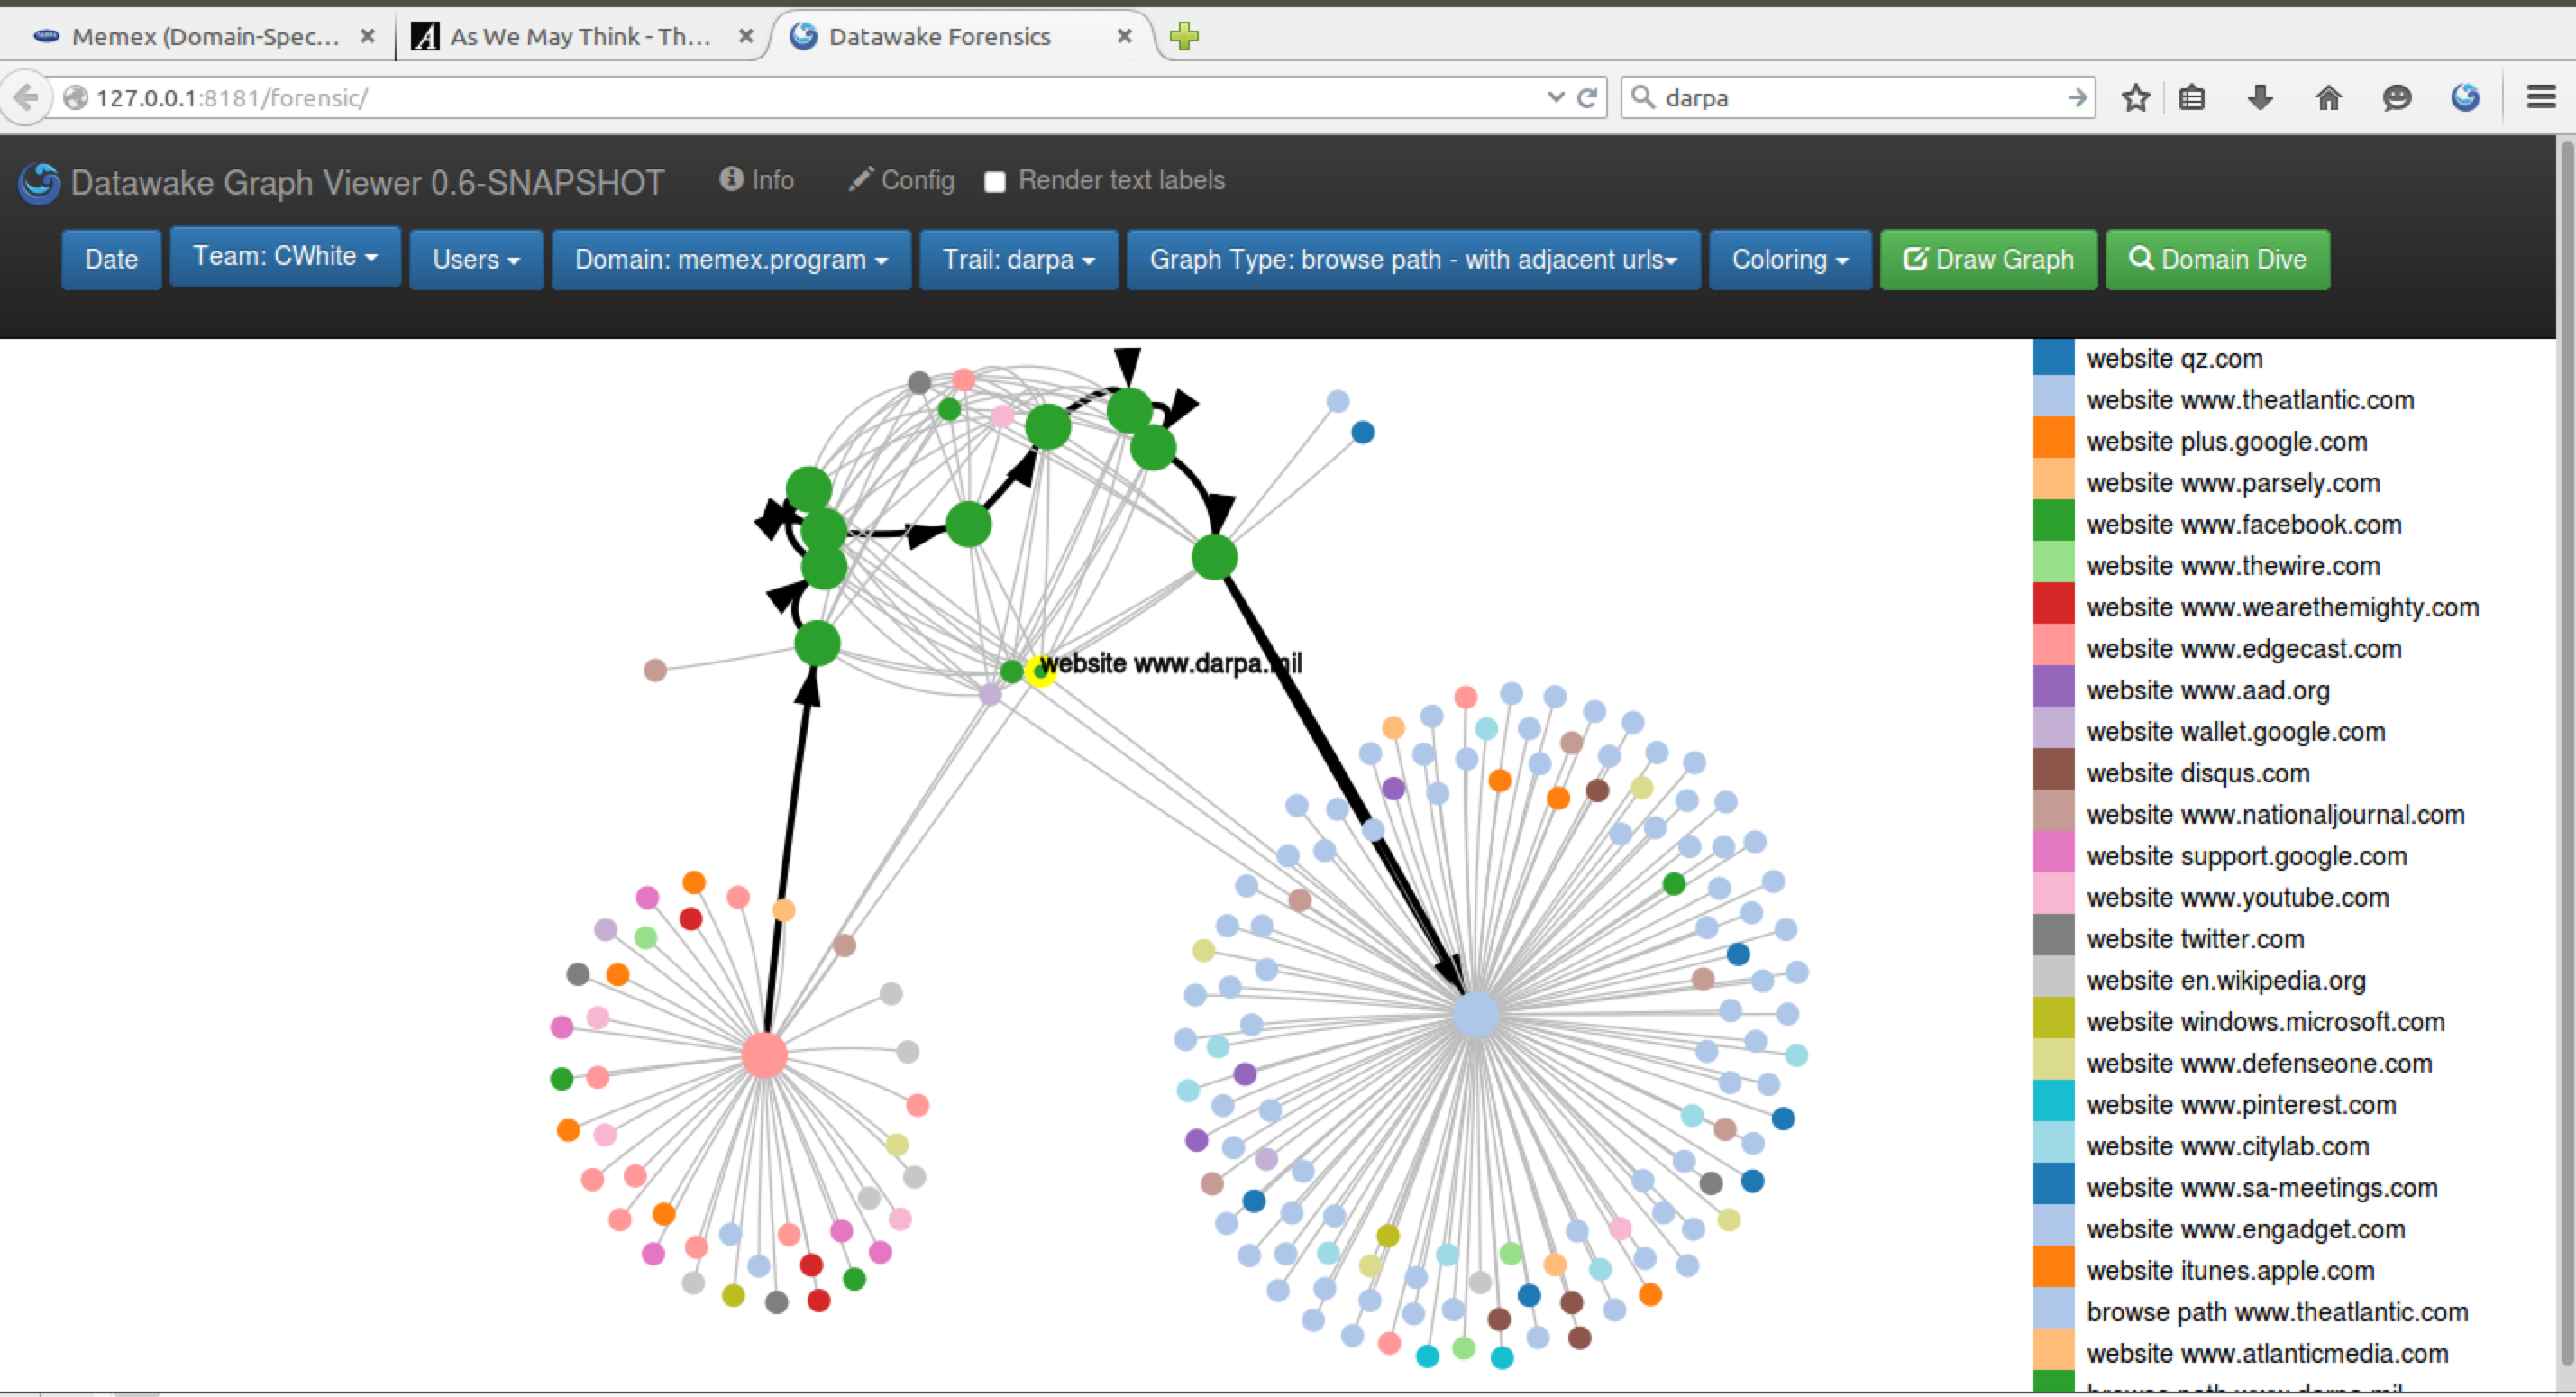 Memex (Domain-Spec...
As We May Think - Th...
Datawake Forensics
127.0.0.1:8181/forensic/
darpa
Datawake Graph Viewer 0.6-SNAPSHOT
Info
Config
Render text labels
Date
Team: CWhite
Users
Domain: memex.program
Trail: darpa
Graph Type: browse path - with adjacent urls
Coloring
Draw Graph
Domain Dive
website www.darpa.mil
website qz.com
website www.theatlantic.com
website plus.google.com
website www.parsely.com
website www.facebook.com
website www.thewire.com
website www.wearethemighty.com
website www.edgecast.com
website www.aad.org
website wallet.google.com
website disqus.com
website www.nationaljournal.com
website support.google.com
website www.youtube.com
website twitter.com
website en.wikipedia.org
website windows.microsoft.com
website www.defenseone.com
website www.pinterest.com
website www.citylab.com
website www.sa-meetings.com
website www.engadget.com
website itunes.apple.com
browse path www.theatlantic.com
website www.atlanticmedia.com
browse path www.darpa.mil